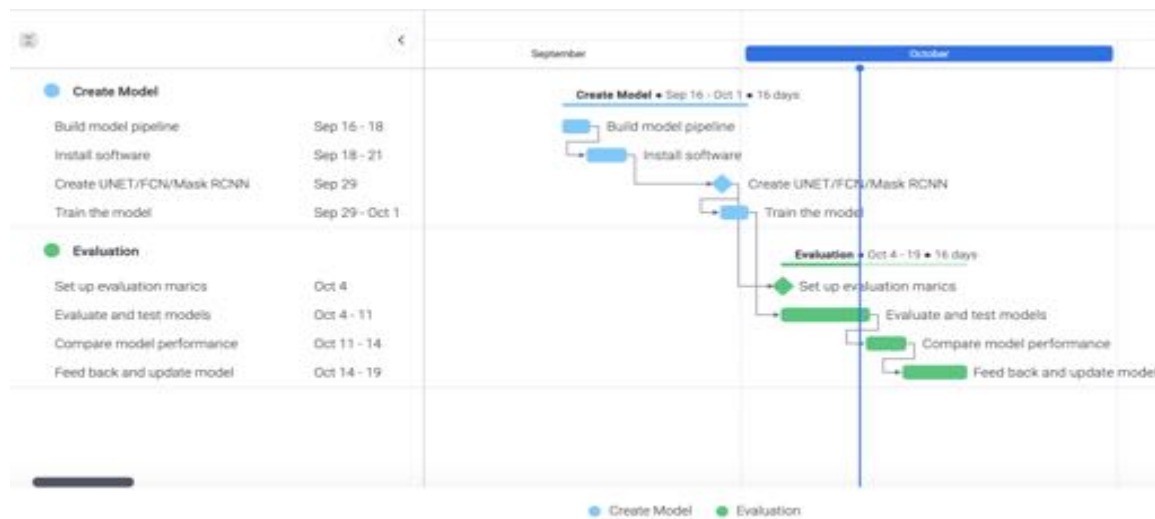 September
October
Create Model
Create Model • Sep 16 - Oct 1 • 16 days
Build model pipeline
Sep 16 - 18
Build model pipeline
Install software
Sep 18 - 21
Install software
Create UNET/FCN/Mask RCNN
Sep 29
Create UNET/FCN/Mask RCNN
Train the model
Sep 29 - Oct 1
Train the model
Evaluation
Evaluation • Oct 4 - 19 • 16 days
Set up evaluation marics
Oct 4
Set up evaluation marics
Evaluate and test models
Oct 4 - 11
Evaluate and test models
Compare model performance
Oct 11 - 14
Compare model performance
Feed back and update model
Oct 14 - 19
Feed back and update model
Create Model
Evaluation